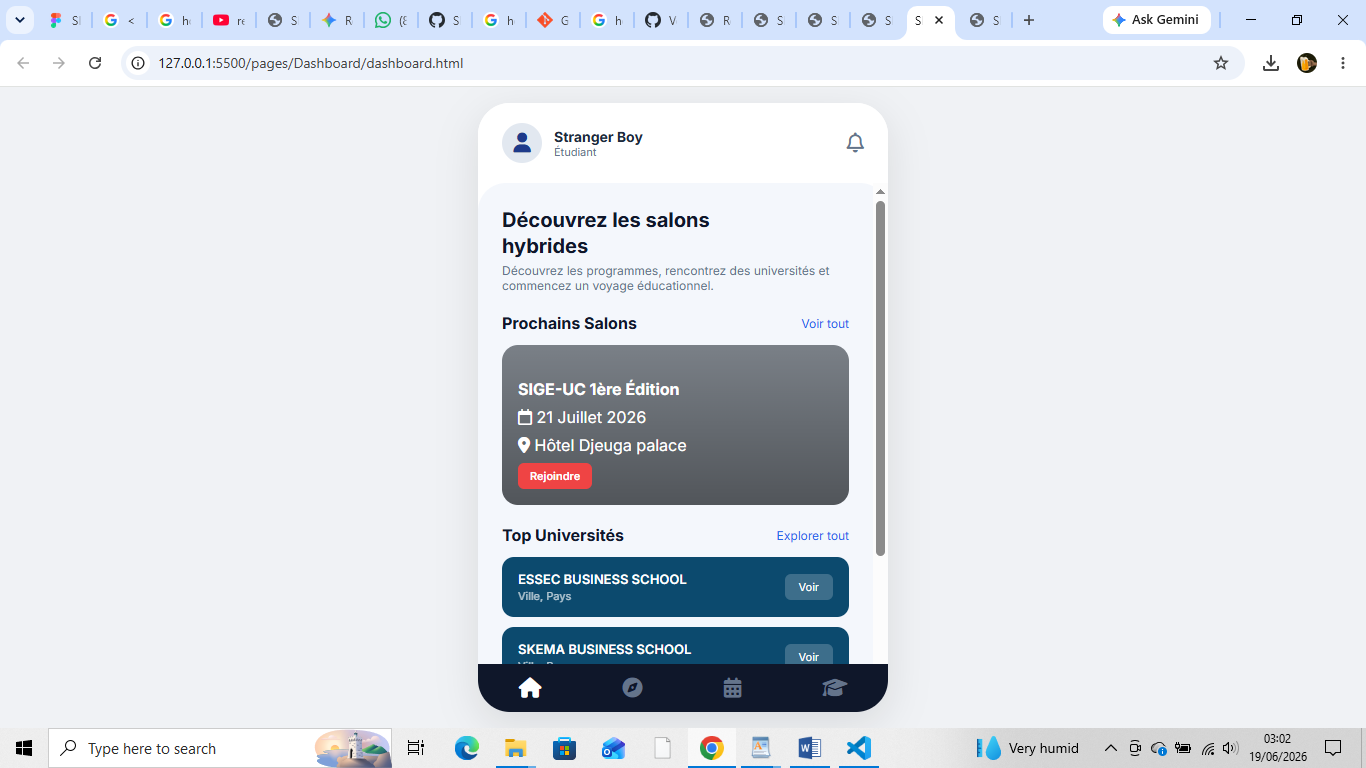 Ask Gemini
127.0.0.1:5500/pages/Dashboard/dashboard.html
Stranger Boy
Étudiant
Découvrez les salons
hybrides
Découvrez les programmes, rencontrez des universités et
commencez un voyage éducationnel.
Prochains Salons
Voir tout
SIGE-UC 1ère Édition
21 Juillet 2026
Hôtel Djeuga palace
Rejoindre
Top Universités
Explorer tout
ESSEC BUSINESS SCHOOL
Ville, Pays
Voir
SKEMA BUSINESS SCHOOL
Voir
Type here to search
Very humid
03:02
19/06/2026